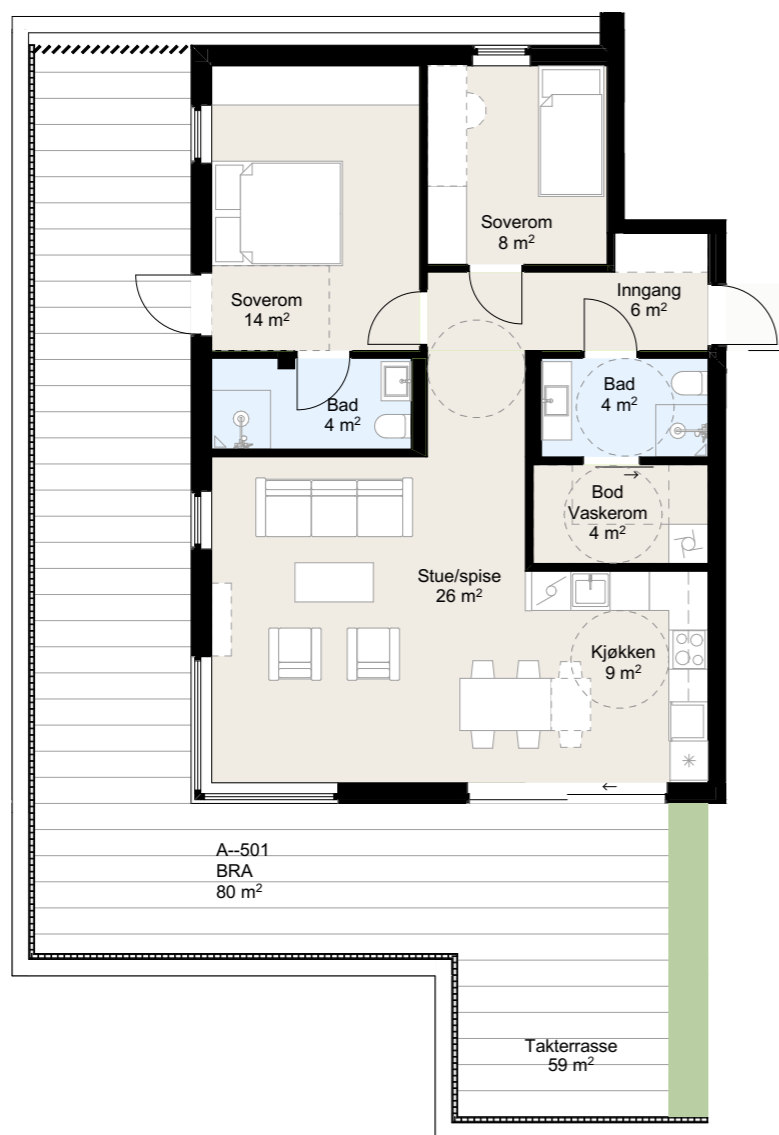 Soverom
8 m²
Soverom
14 m²
Inngang
6 m²
Bad
4 m²
Bad
4 m²
Bod
Vaskerom
4 m²
Stue/spise
26 m²
Kjøkken
9 m²
A--501
BRA
80 m²
Takterrasse
59 m²